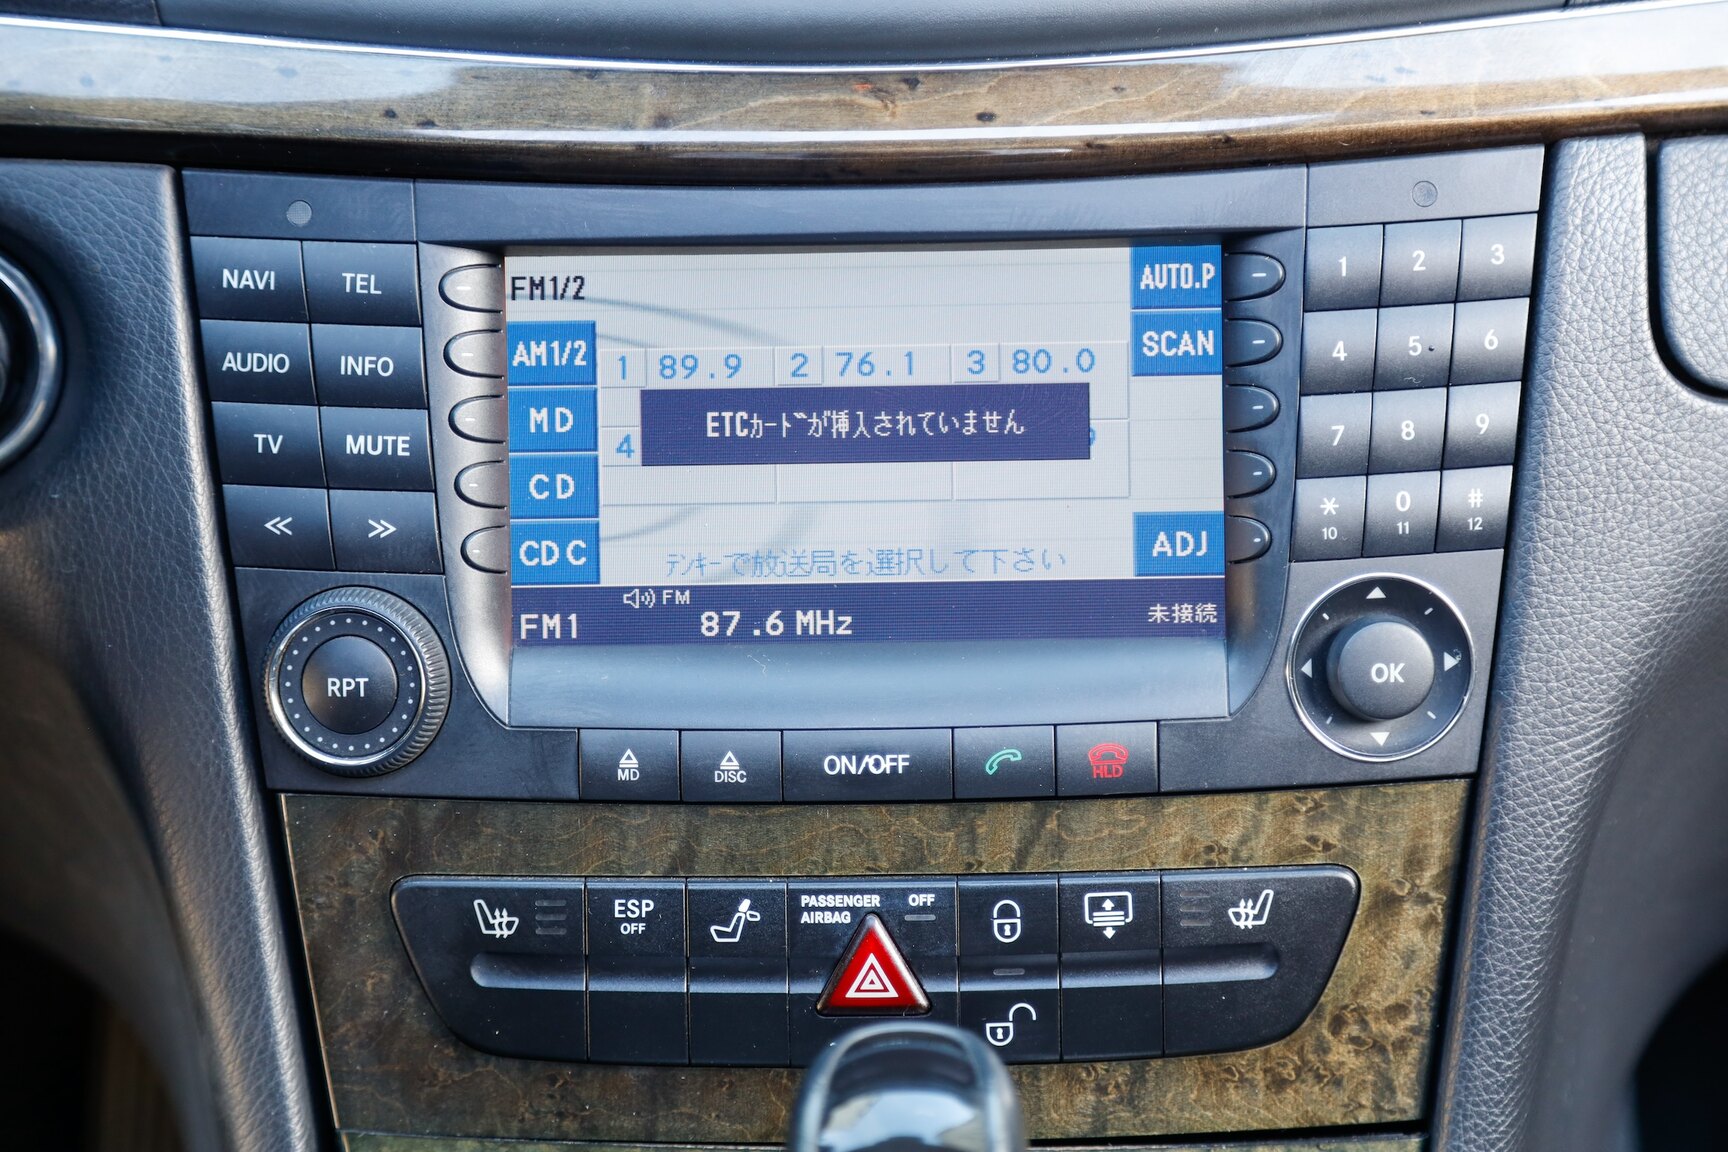 NAVI TEL
AUDIO INFO
TV MUTE
≪ ≫
RPT
FM1/2
AUTO.P
AM1/2
SCAN
MD
CD
CD C
ADJ
1 89.9 2 76.1 3 80.0
4
ETCカードが挿入されていません
テンキーで放送局を選択して下さい
FM
FM1 87.6 MHz 未接続
1 2 3
4 5 6
7 8 9
* 0 #
10 11 12
OK
MD DISC ON/OFF HLD
ESP
OFF
PASSENGER
AIRBAG
OFF